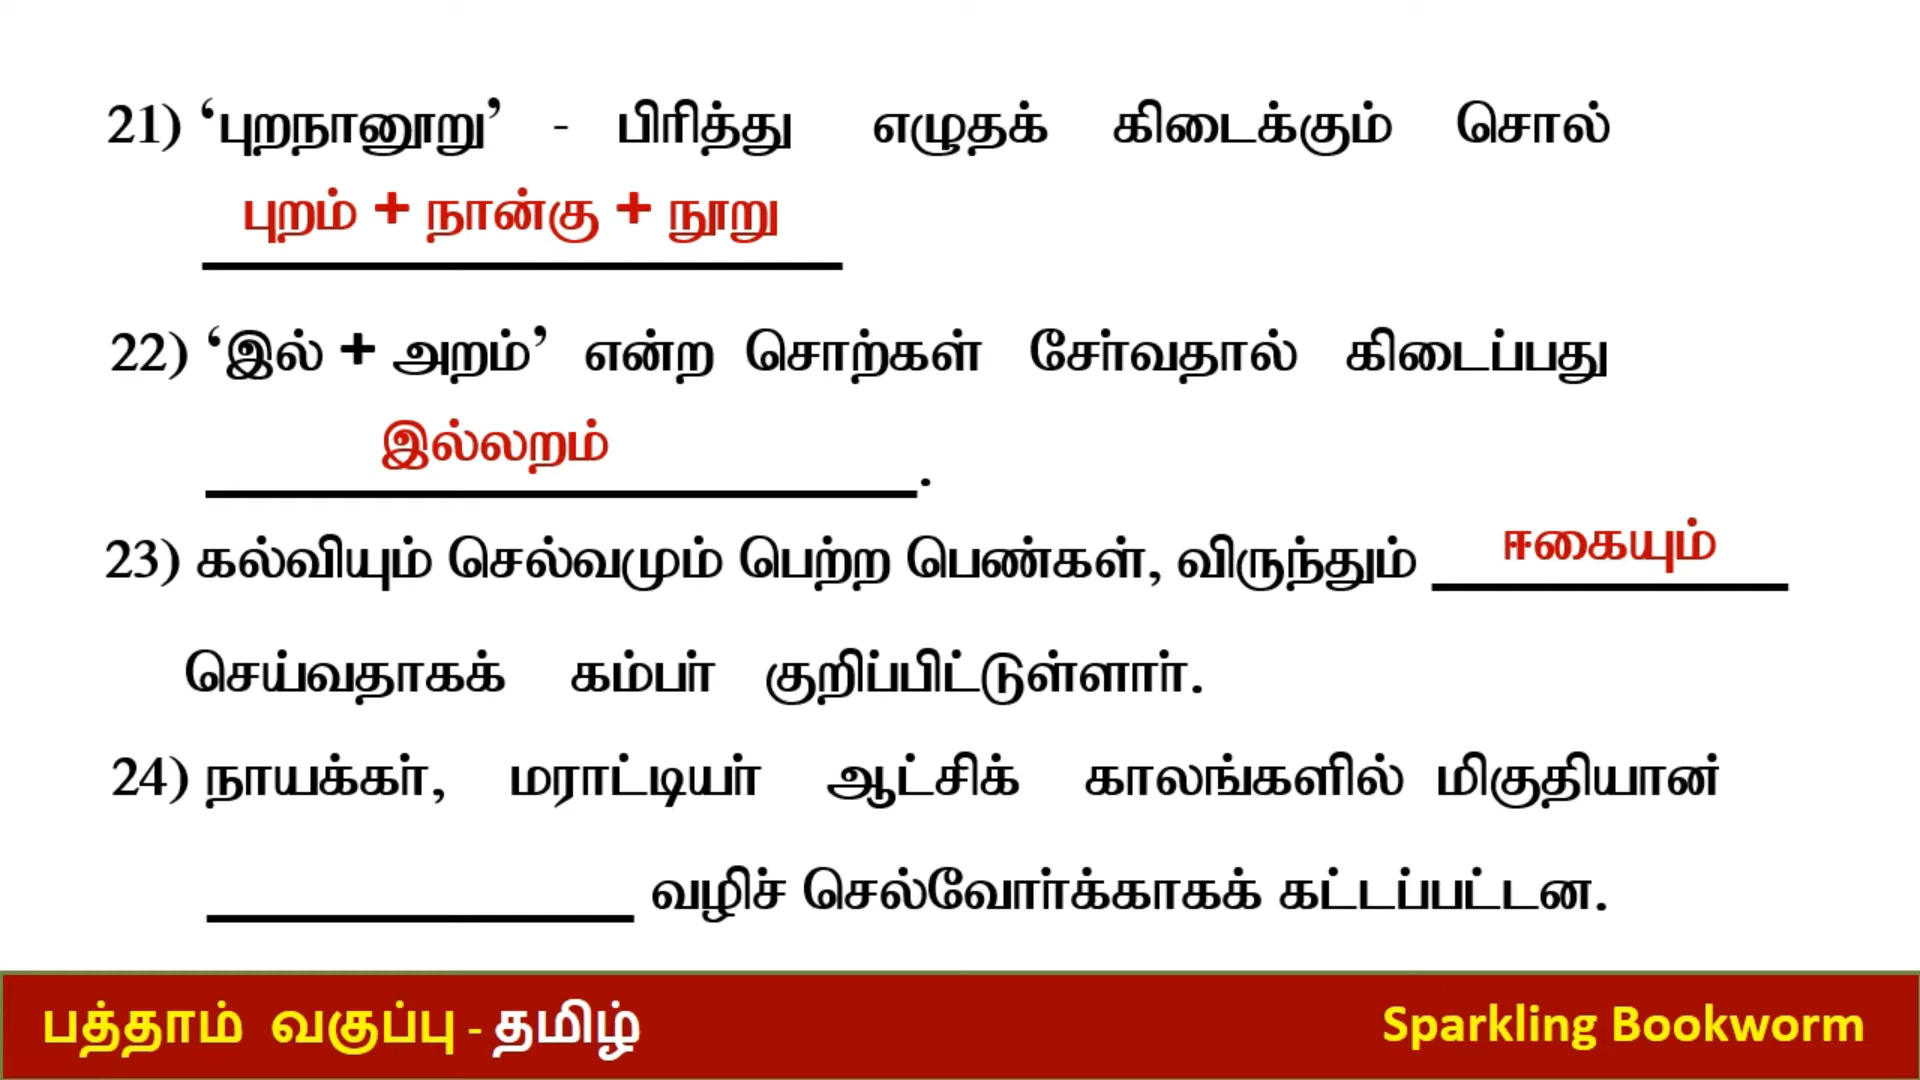 21) ‘புறநானூறு’ - பிரித்து எழுதக் கிடைக்கும் சொல்
புறம் + நான்கு + நூறு
22) ‘இல் + அறம்’ என்ற சொற்கள் சேர்வதால் கிடைப்பது
இல்லறம் .
23) கல்வியும் செல்வமும் பெற்ற பெண்கள், விருந்தும் ஈகையும்
செய்வதாகக் கம்பர் குறிப்பிட்டுள்ளார்.
24) நாயக்கர், மராட்டியர் ஆட்சிக் காலங்களில் மிகுதியான்
____________ வழிச் செல்வோர்க்காகக் கட்டப்பட்டன.
பத்தாம் வகுப்பு - தமிழ் Sparkling Bookworm